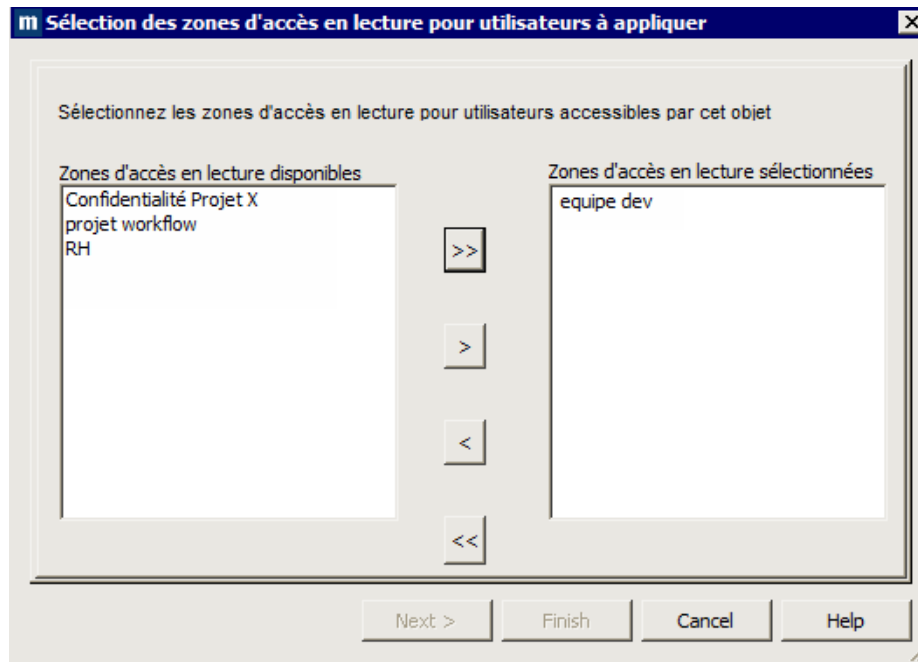 m Sélection des zones d'accès en lecture pour utilisateurs à appliquer
Sélectionnez les zones d'accès en lecture pour utilisateurs accessibles par cet objet
Zones d'accès en lecture disponibles
Confidentialité Projet X
projet workflow
RH
>>
>
<
<<
Zones d'accès en lecture sélectionnées
equipe dev
Next >
Finish
Cancel
Help